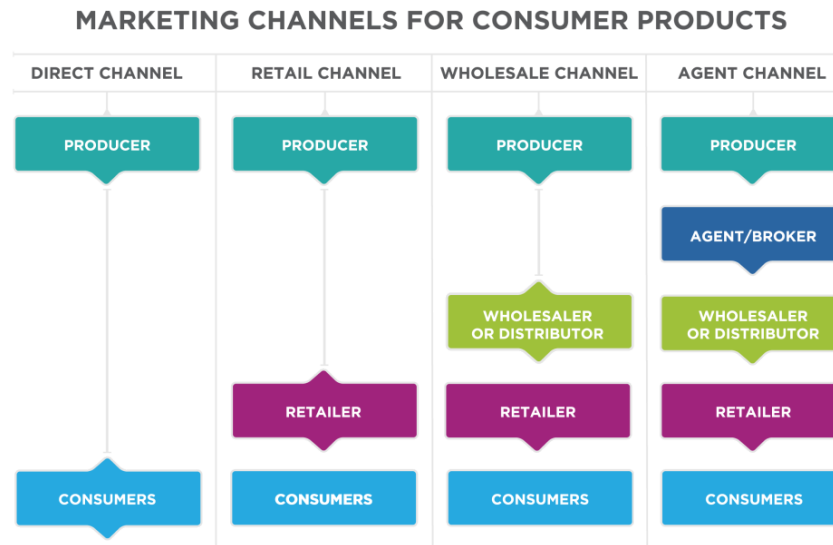 MARKETING CHANNELS FOR CONSUMER PRODUCTS
DIRECT CHANNEL
RETAIL CHANNEL
WHOLESALE CHANNEL
AGENT CHANNEL
PRODUCER
PRODUCER
PRODUCER
PRODUCER
AGENT/BROKER
WHOLESALER
OR DISTRIBUTOR
WHOLESALER
OR DISTRIBUTOR
RETAILER
RETAILER
RETAILER
CONSUMERS
CONSUMERS
CONSUMERS
CONSUMERS